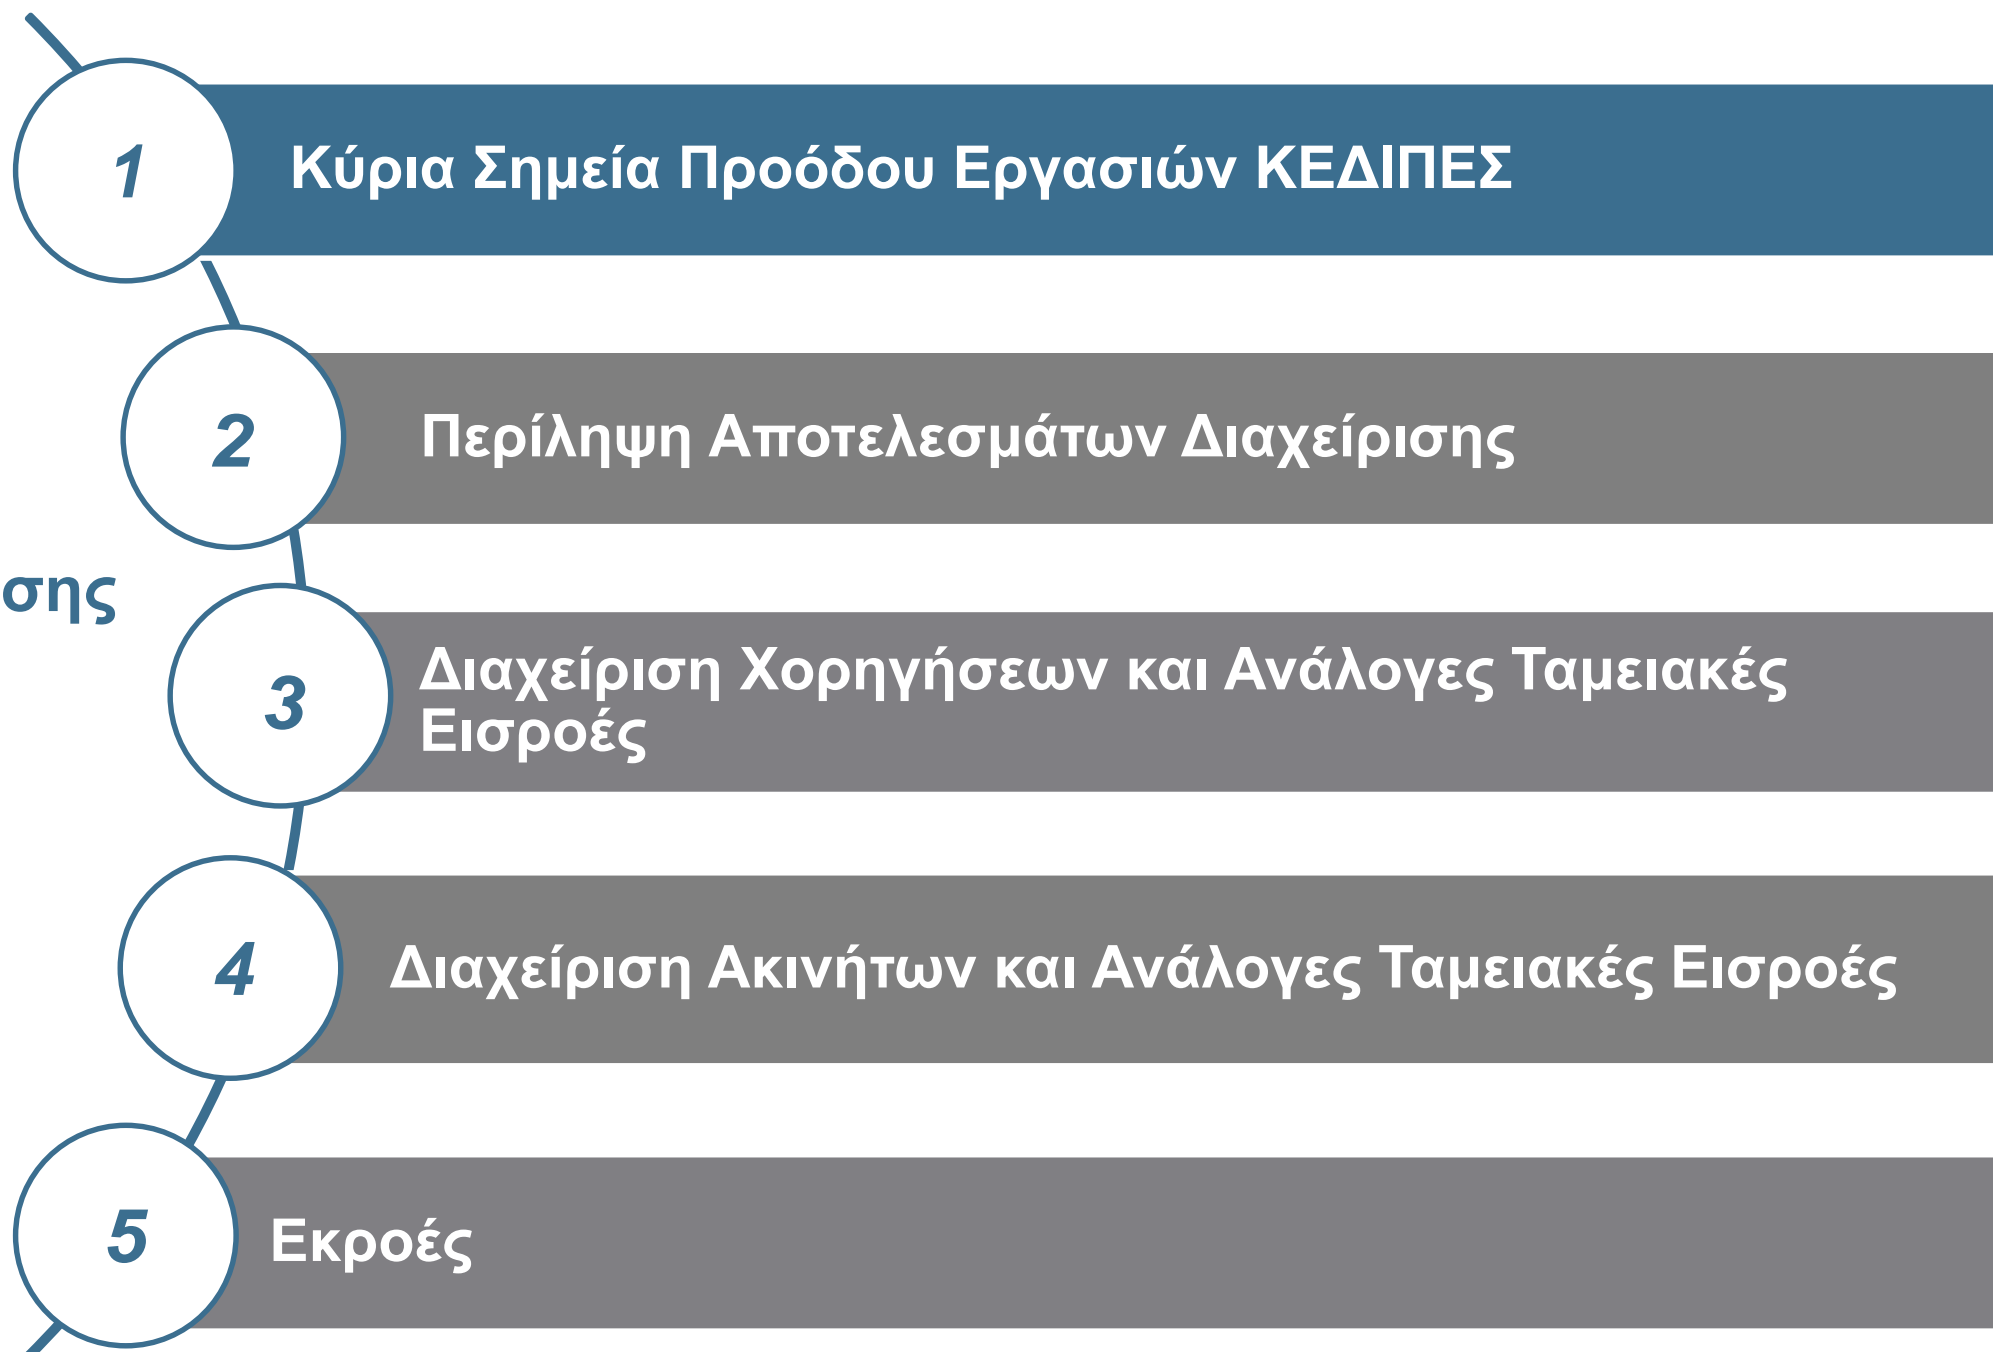 1
Κύρια Σημεία Προόδου Εργασιών ΚΕΔΙΠΕΣ
2
Περίληψη Αποτελεσμάτων Διαχείρισης
σης
3
Διαχείριση Χορηγήσεων και Ανάλογες Ταμειακές
Εισροές
4
Διαχείριση Ακινήτων και Ανάλογες Ταμειακές Εισροές
5
Εκροές